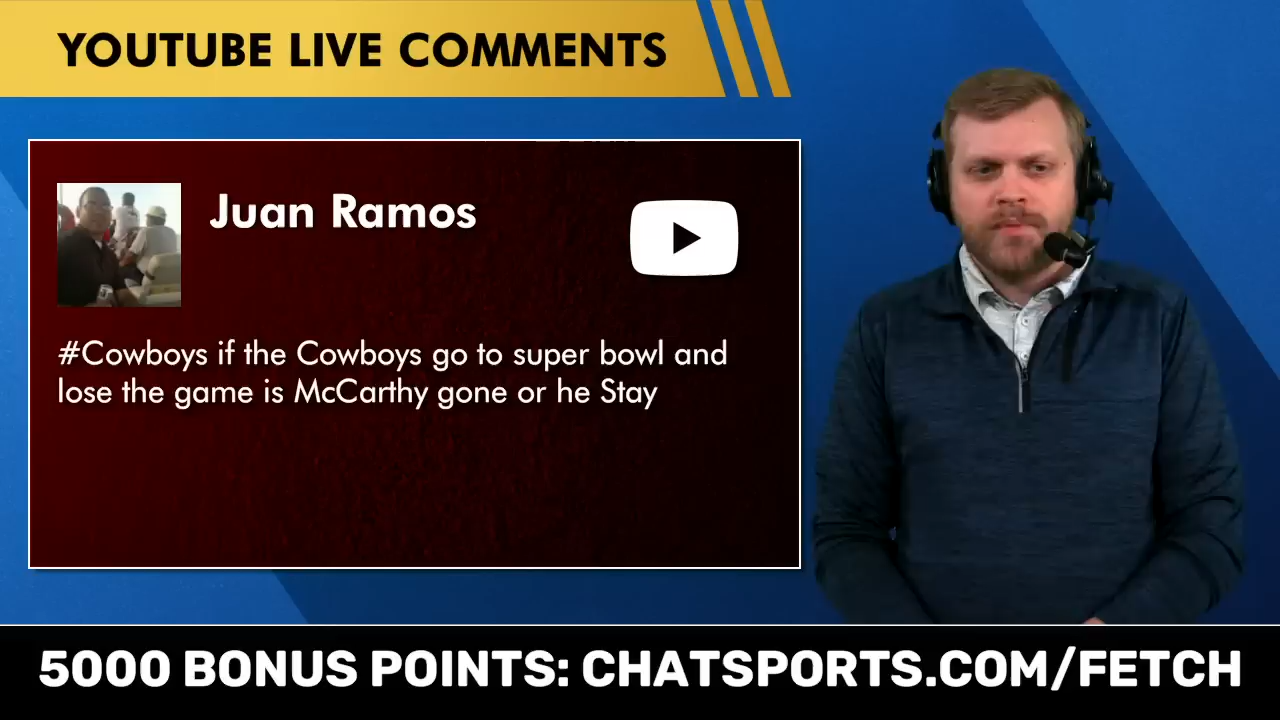 YOUTUBE LIVE COMMENTS
Juan Ramos
#Cowboys if the Cowboys go to super bowl and
lose the game is McCarthy gone or he Stay
5000 BONUS POINTS: CHATSPORTS.COM/FETCH